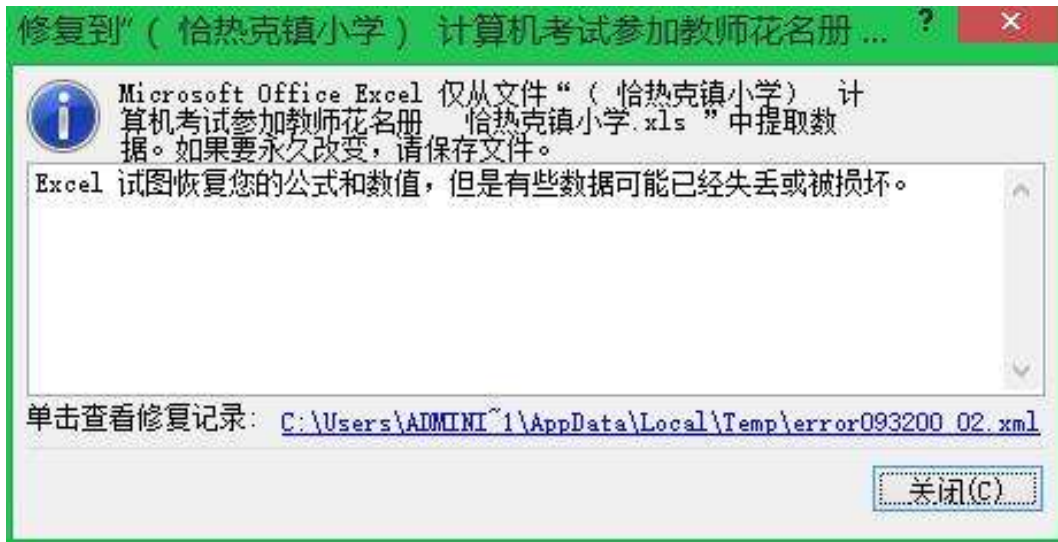 修复到“（ 恰热克镇小学） 计算机考试参加教师花名册 ...
Microsoft Office Excel 仅从文件“（ 恰热克镇小学） 计
算机考试参加教师花名册 恰热克镇小学.xls ”中提取数
据。如果要永久改变，请保存文件。
Excel 试图恢复您的公式和数值，但是有些数据可能已经失丢或被损坏。
单击查看修复记录： C:\Users\ADMINI~1\AppData\Local\Temp\error093200_02.xml
关闭(C)